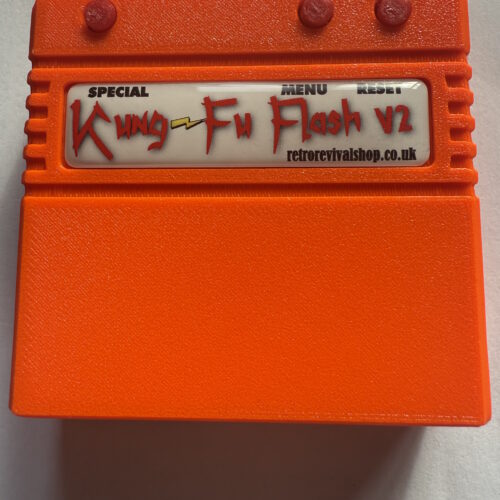 SPECIAL MENU RESET
Kung-Fu Flash V2
retrorevivalshop.co.uk